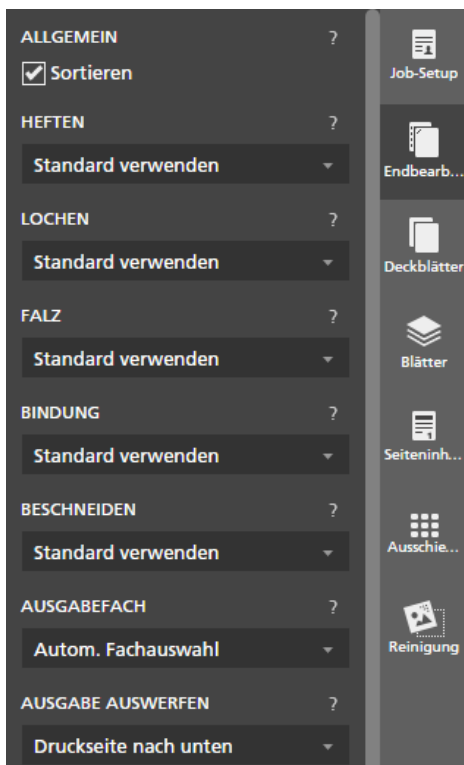 ALLGEMEIN ?
Sortieren
HEFTEN ?
Standard verwenden
LOCHEN ?
Standard verwenden
FALZ ?
Standard verwenden
BINDUNG ?
Standard verwenden
BESCHNEIDEN ?
Standard verwenden
AUSGABEFACH ?
Autom. Fachauswahl
AUSGABE AUSWERFEN ?
Druckseite nach unten
Job-Setup
Endbearb...
Deckblätter
Blätter
Seiteninh...
Ausschie...
Reinigung